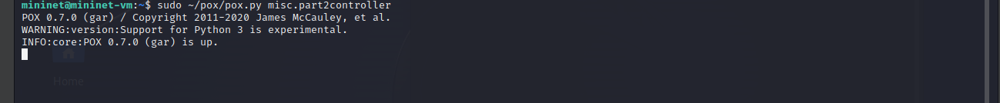 mininet@mininet-vm:~$ sudo ~/pox/pox.py misc.part2controller
POX 0.7.0 (gar) / Copyright 2011-2020 James McCauley, et al.
WARNING:version:Support for Python 3 is experimental.
INFO:core:POX 0.7.0 (gar) is up.
Home